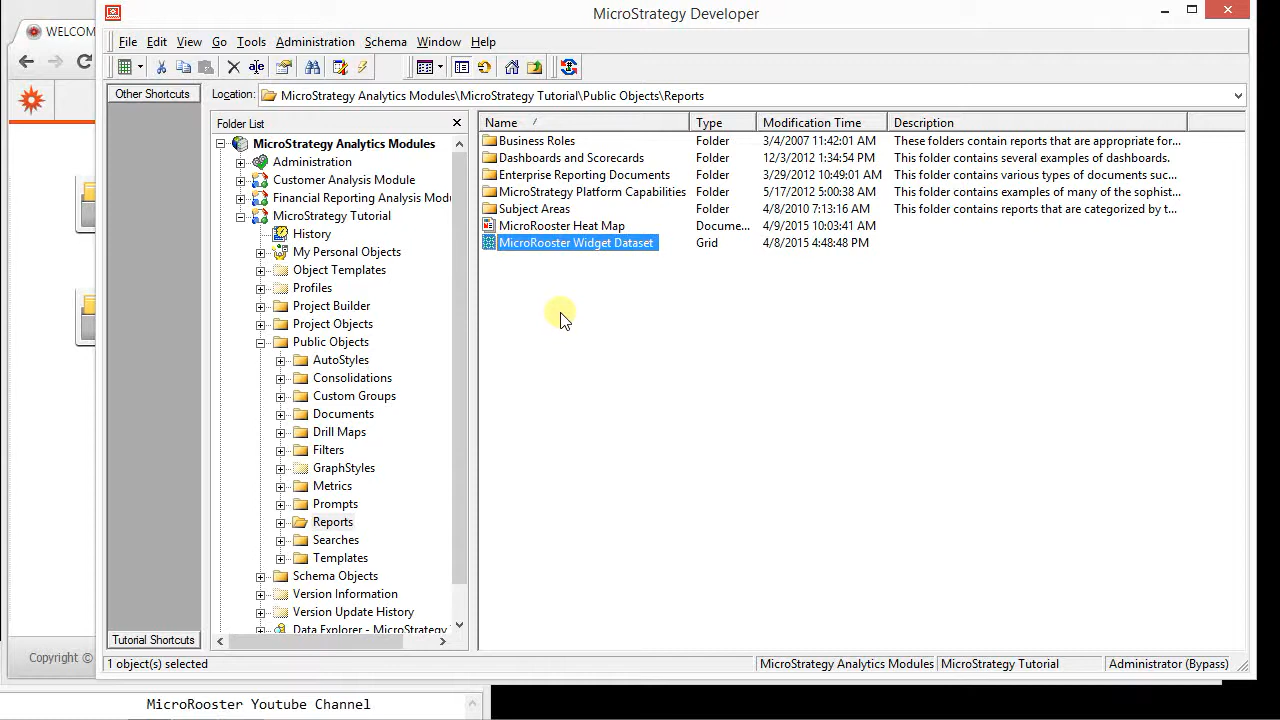 WELCOM
MicroStrategy Developer
File Edit View Go Tools Administration Schema Window Help
Other Shortcuts
Location: MicroStrategy Analytics Modules\MicroStrategy Tutorial\Public Objects\Reports
Folder List
Name Type Modification Time Description
MicroStrategy Analytics Modules
Administration
Customer Analysis Module
Financial Reporting Analysis Modu
MicroStrategy Tutorial
History
My Personal Objects
Object Templates
Profiles
Project Builder
Project Objects
Public Objects
AutoStyles
Consolidations
Custom Groups
Documents
Drill Maps
Filters
GraphStyles
Metrics
Prompts
Reports
Searches
Templates
Schema Objects
Version Information
Version Update History
Data Explorer - MicroStrategy
Business Roles Folder 3/4/2007 11:42:01 AM These folders contain reports that are appropriate for...
Dashboards and Scorecards Folder 12/3/2012 1:34:54 PM This folder contains several examples of dashboards.
Enterprise Reporting Documents Folder 3/29/2012 10:49:01 AM This folder contains various types of documents suc...
MicroStrategy Platform Capabilities Folder 5/17/2012 5:00:38 AM This folder contains examples of many of the sophist...
Subject Areas Folder 4/8/2010 7:13:16 AM This folder contains reports that are categorized by t...
MicroRooster Heat Map Docume... 4/9/2015 10:03:41 AM
MicroRooster Widget Dataset Grid 4/8/2015 4:48:48 PM
Tutorial Shortcuts
Copyright ©
1 object(s) selected
MicroStrategy Analytics Modules MicroStrategy Tutorial Administrator (Bypass)
MicroRooster Youtube Channel